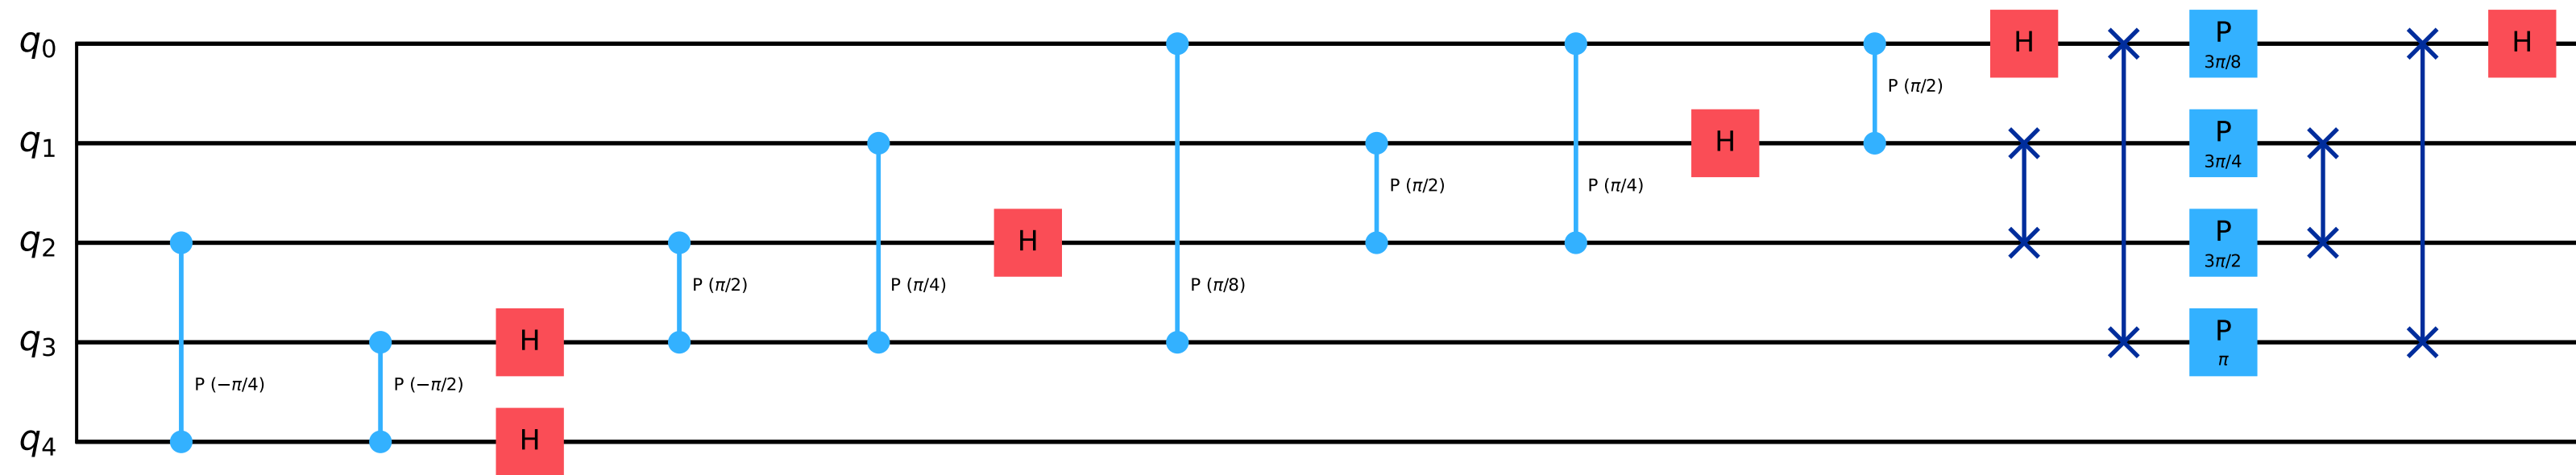 q0 H P 3π/8 H
P (π/2)
q1 H P 3π/4
P (π/2) P (π/4)
q2 H P 3π/2
P (π/2) P (π/4) P (π/8)
q3 H P π
P (−π/4) P (−π/2)
q4 H